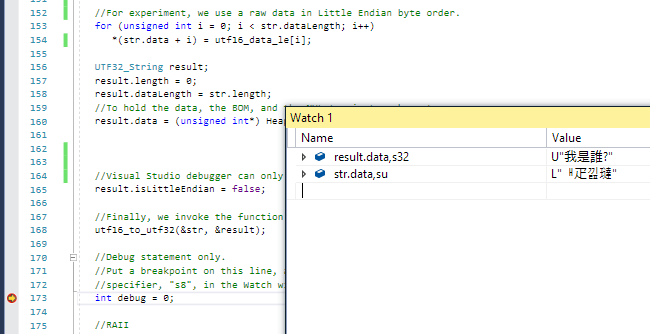 152 //For experiment, we use a raw data in Little Endian byte order.
153 for (unsigned int i = 0; i < str.dataLength; i++)
154 *(str.data + i) = utf16_data_le[i];
155
156 UTF32_String result;
157 result.length = 0;
158 result.dataLength = str.length;
159 //To hold the data, the BOM, and
160 result.data = (unsigned int*) Hea
161
162
163
164 //Visual Studio debugger can only
165 result.isLittleEndian = false;
166
167 //Finally, we invoke the function
168 utf16_to_utf32(&str, &result);
169
170 //Debug statement only.
171 //Put a breakpoint on this line,
172 //specifier, "s8", in the Watch w
173 int debug = 0;
174
175 //RAII
Watch 1
Name Value
result.data,s32 U"我是誰?"
str.data,su